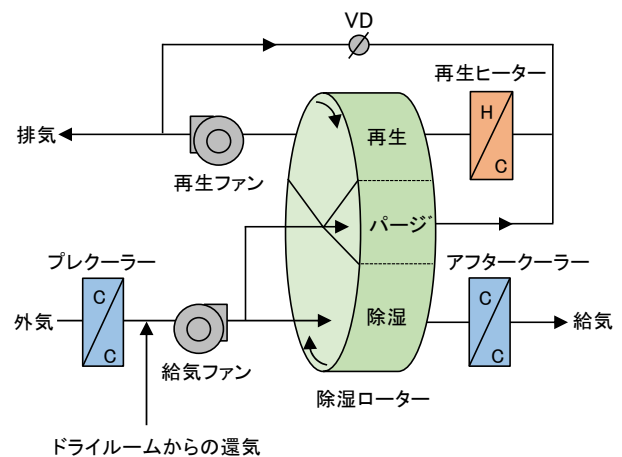 VD
再生ヒーター
H
C
排気
再生ファン
再生
パージ
プレクーラー
アフタークーラー
外気
C
C
給気ファン
除湿
C
C
給気
除湿ローター
ドライルームからの還気